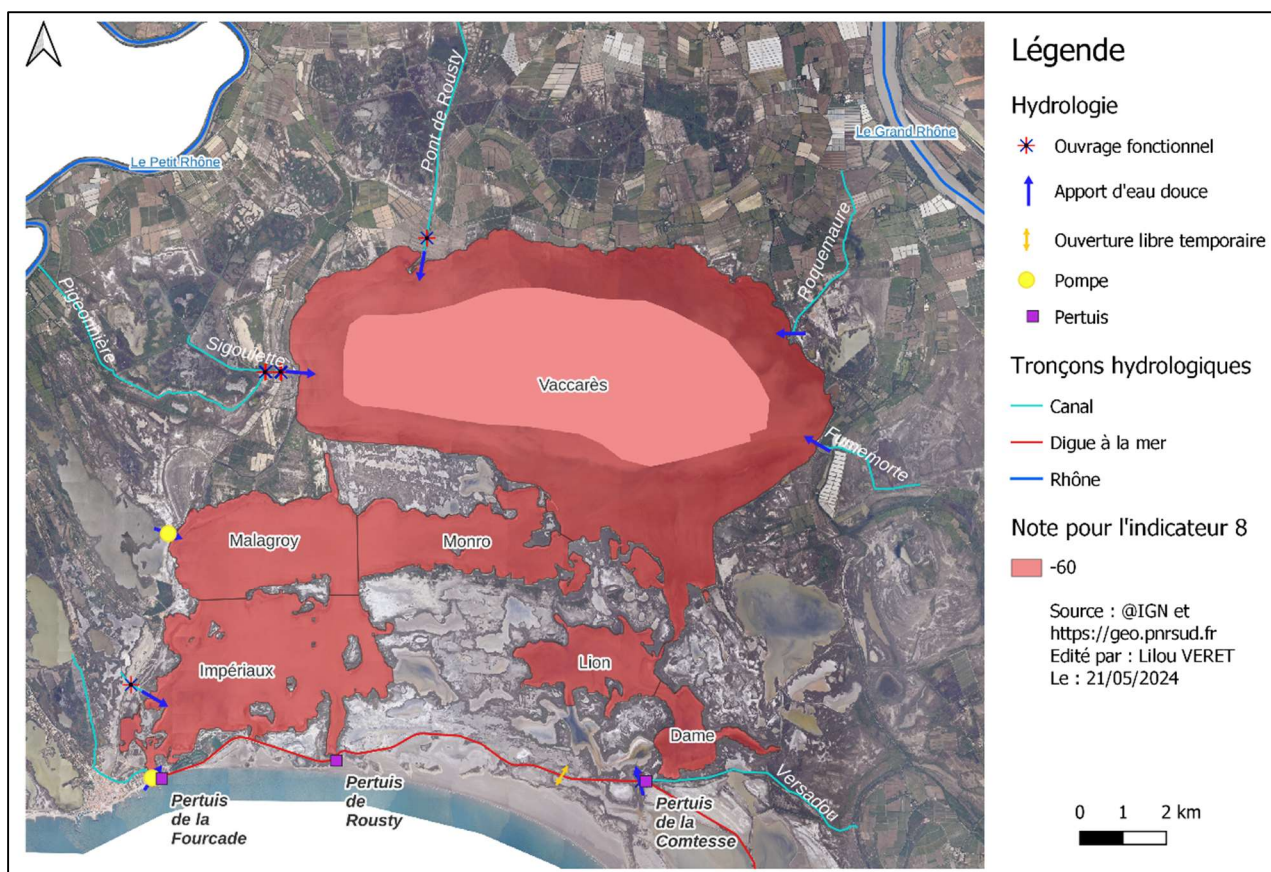 Pont de Rousty
Le Petit Rhône
Le Grand Rhône
Roquemaure
Pigeonnière
Sigoulette
Vaccarès
Fumemorte
Malagroy
Monro
Impériaux
Lion
Dame
Versadou
Pertuis
de la
Fourcade
Pertuis
de
Rousty
Pertuis
de la
Comtesse
Légende
Hydrologie
Ouvrage fonctionnel
Apport d'eau douce
Ouverture libre temporaire
Pompe
Pertuis
Tronçons hydrologiques
Canal
Digue à la mer
Rhône
Note pour l'indicateur 8
-60
Source : @IGN et
https://geo.pnrsud.fr
Edité par : Lilou VERET
Le : 21/05/2024
0 1 2 km